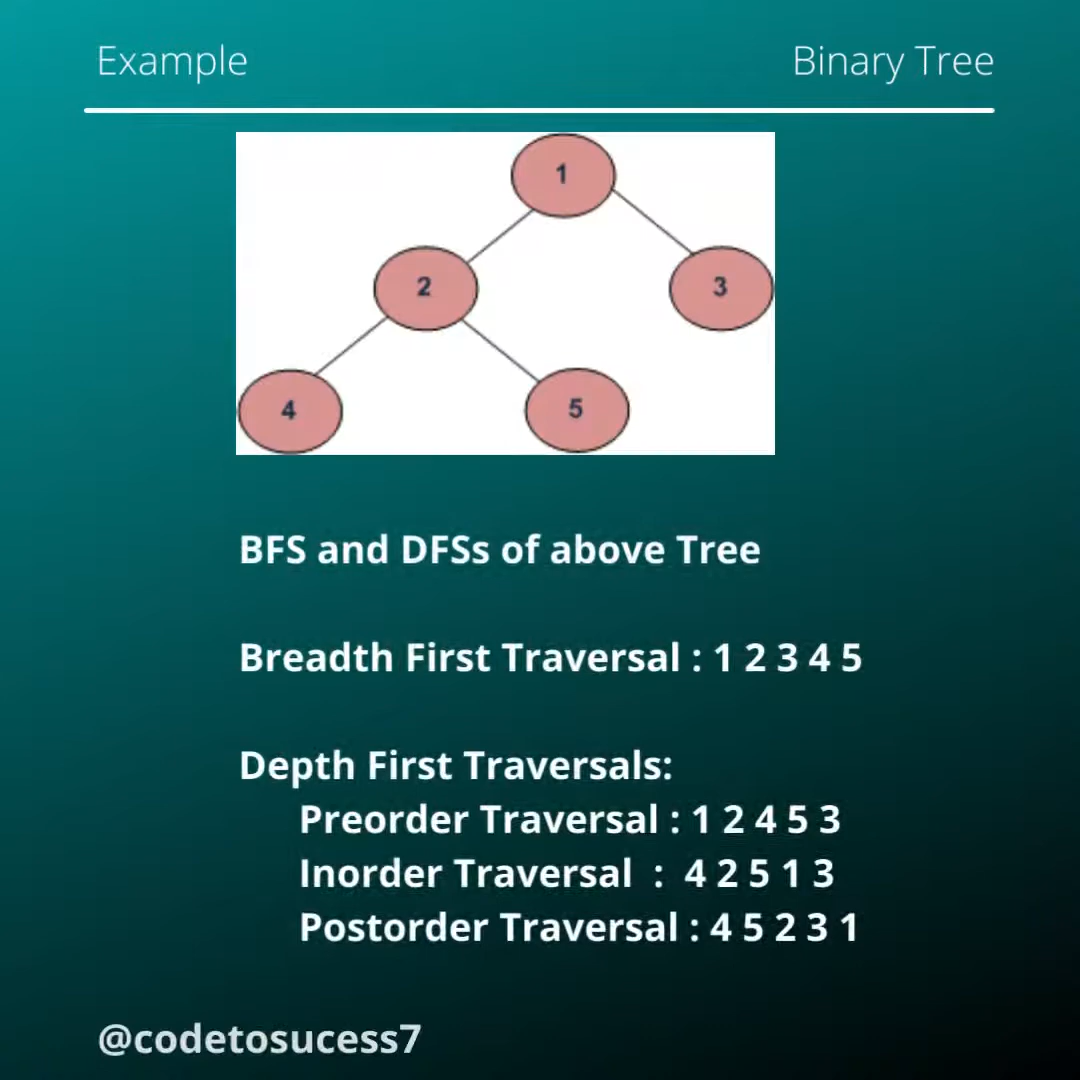 Example
Binary Tree
1
2
3
4
5
BFS and DFSs of above Tree
Breadth First Traversal : 1 2 3 4 5
Depth First Traversals:
Preorder Traversal : 1 2 4 5 3
Inorder Traversal : 4 2 5 1 3
Postorder Traversal : 4 5 2 3 1
@codetosucess7